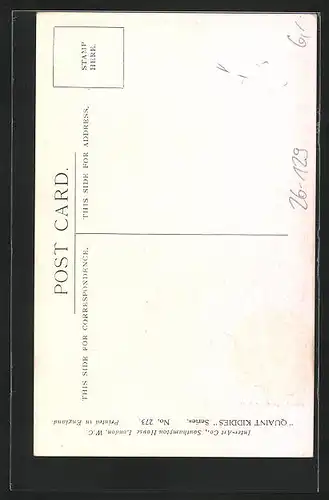 POST CARD.
THIS SIDE FOR CORRESPONDENCE.
THIS SIDE FOR ADDRESS.
STAMP
HERE.
26-129
"QUAINT KIDDIES" Series. No. 273.
Inter-Art Co., Southampton House, London, W.C. Printed in England